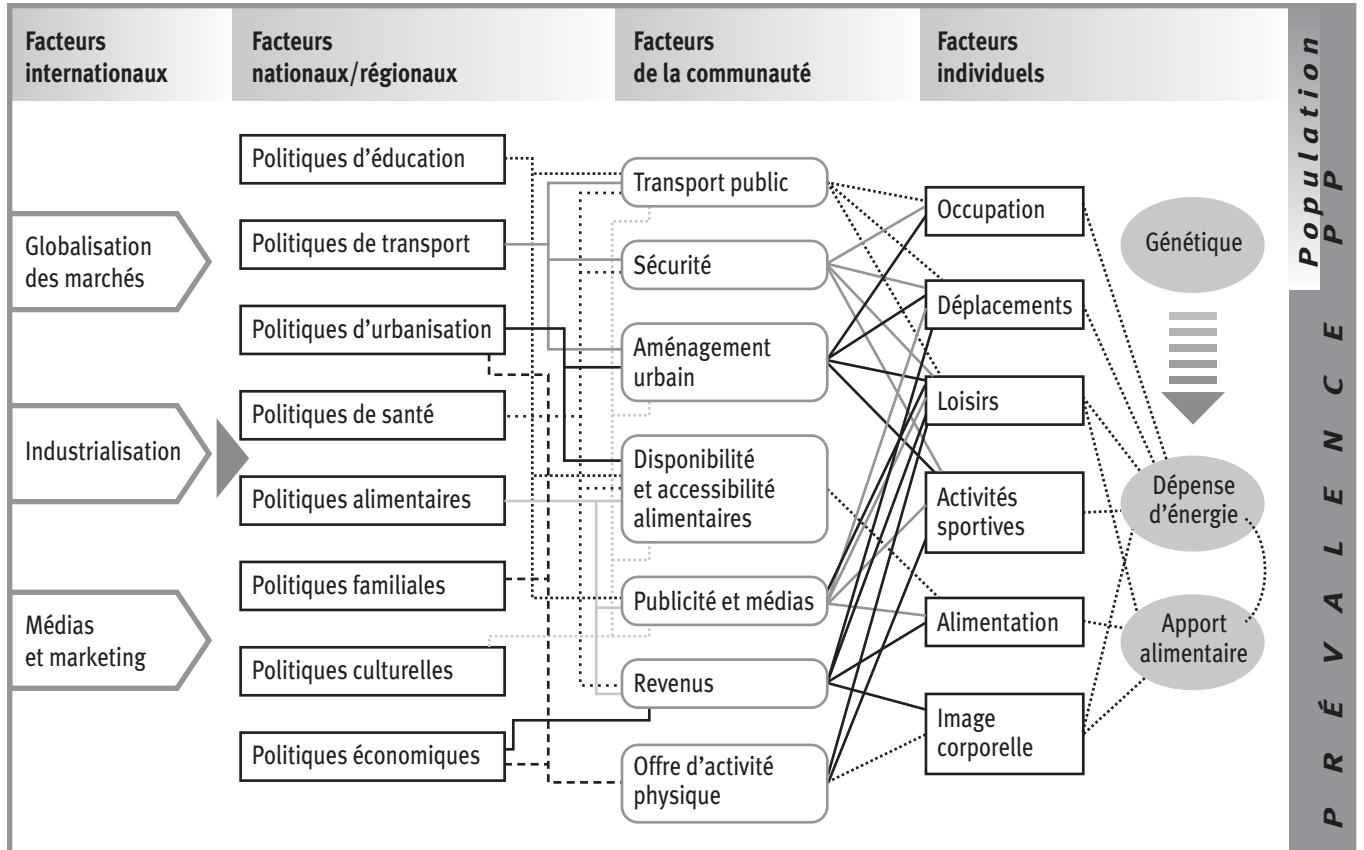 Facteurs
internationaux
Facteurs
nationaux/régionaux
Facteurs
de la communauté
Facteurs
individuels
Globalisation
des marchés
Industrialisation
Médias
et marketing
Politiques d'éducation
Politiques de transport
Politiques d'urbanisation
Politiques de santé
Politiques alimentaires
Politiques familiales
Politiques culturelles
Politiques économiques
Transport public
Sécurité
Aménagement
urbain
Disponibilité
et accessibilité
alimentaires
Publicité et médias
Revenus
Offre d'activité
physique
Occupation
Déplacements
Loisirs
Activités
sportives
Alimentation
Image
corporelle
Génétique
Dépense
d'énergie
Apport
alimentaire
Population
PRÉVALENCE PP